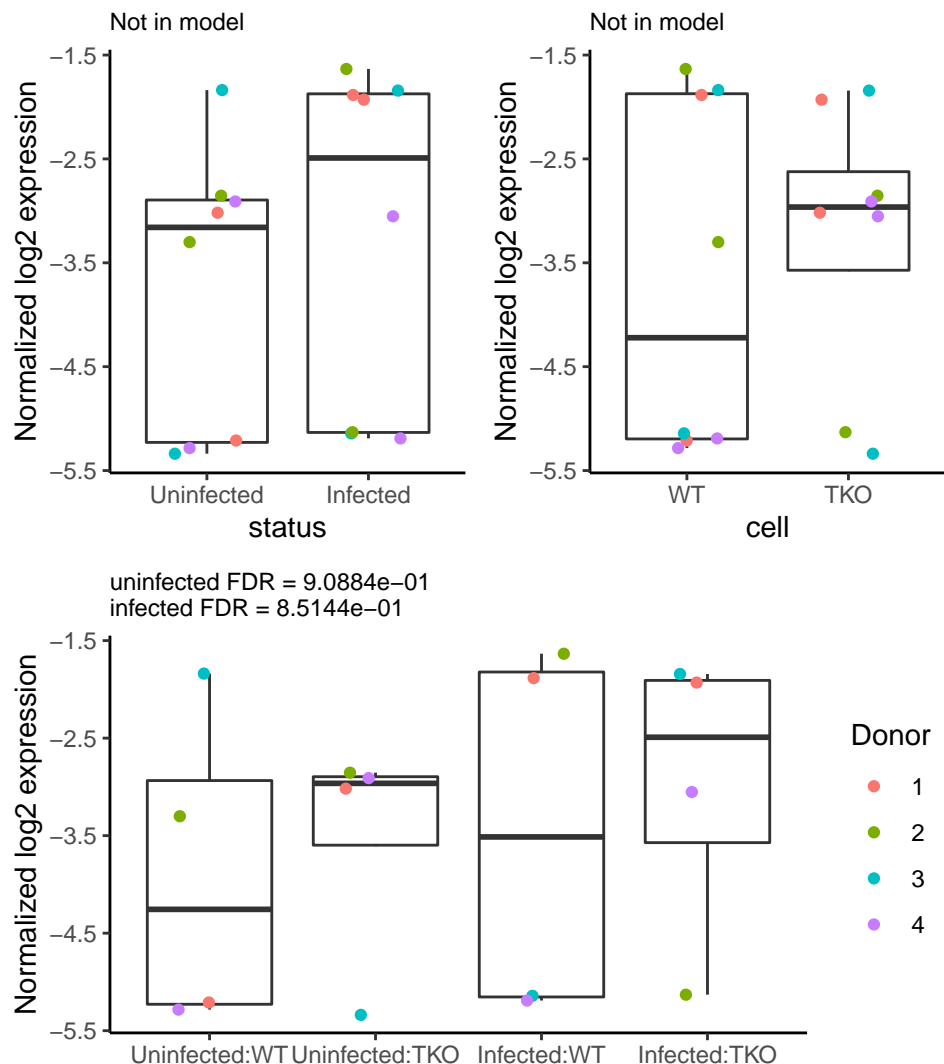 Not in model
Normalized log2 expression
−1.5
−2.5
−3.5
−4.5
−5.5
Uninfected Infected
status
Not in model
Normalized log2 expression
−1.5
−2.5
−3.5
−4.5
−5.5
WT TKO
cell
uninfected FDR = 9.0884e−01
infected FDR = 8.5144e−01
Normalized log2 expression
−1.5
−2.5
−3.5
−4.5
−5.5
Uninfected:WT Uninfected:TKO Infected:WT Infected:TKO
Donor
1
2
3
4